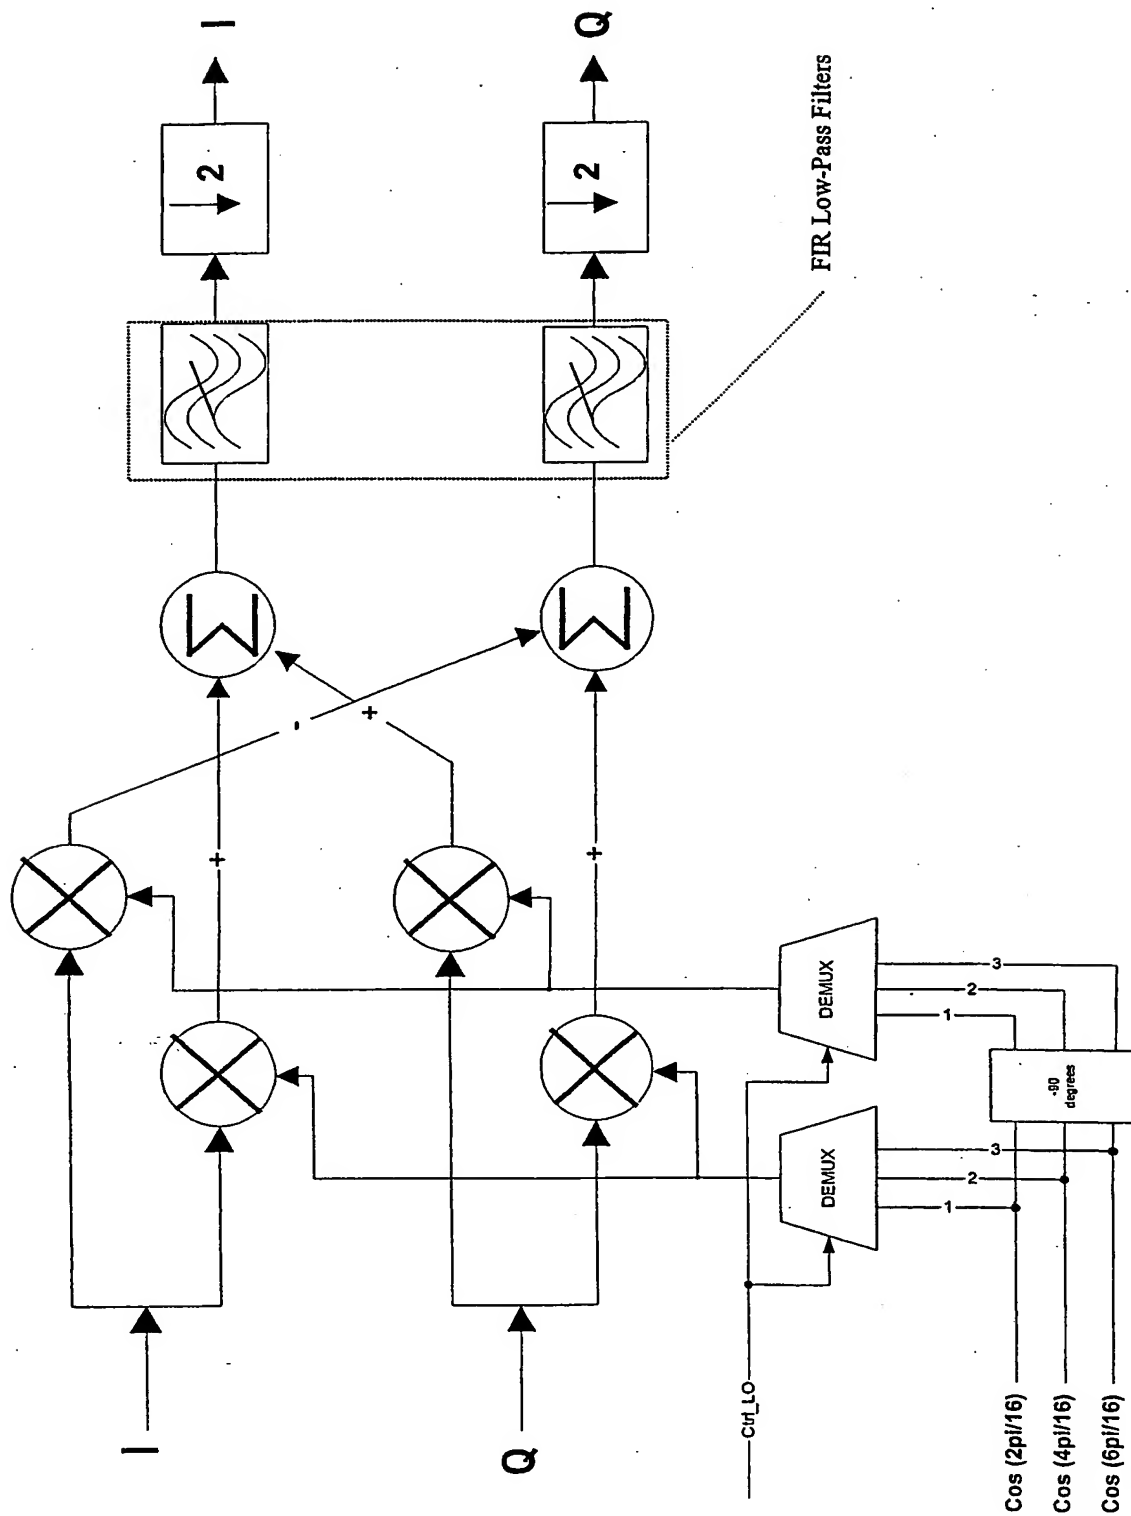 I
Q
2
2
FIR Low-Pass Filters
Σ
Σ
-
+
+
+
DEMUX
DEMUX
3
2
1
3
2
1
-90
degrees
I
Q
Ctrl_LO
Cos (2pi/16)
Cos (4pi/16)
Cos (6pi/16)